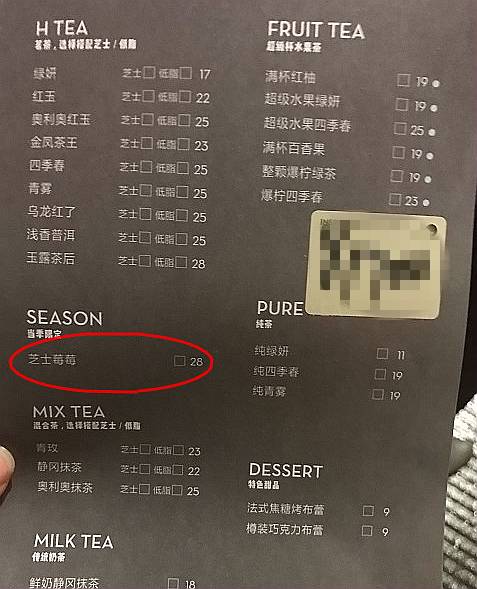 H TEA
茗茶，选择搭配芝士/低脂
绿妍 芝士 低脂 17
红玉 芝士 低脂 22
奥利奥红玉 芝士 低脂 25
金凤茶王 芝士 低脂 23
四季春 芝士 低脂 25
青雾 芝士 低脂 25
乌龙红了 芝士 低脂 25
浅香普洱 芝士 低脂 25
玉露茶后 芝士 低脂 28
SEASON
当季限定
芝士莓莓 28
MIX TEA
混合茶，选择搭配芝士/低脂
青玫 芝士 低脂 23
静冈抹茶 芝士 低脂 22
奥利奥抹茶 芝士 低脂 25
MILK TEA
传统奶茶
鲜奶静冈抹茶 18
FRUIT TEA
超级杯水果茶
满杯红柚 19
超级水果绿妍 19
超级水果四季春 25
满杯百香果 19
整颗爆柠绿茶 19
爆柠四季春 23
PURE
纯茶
纯绿妍 11
纯四季春 19
纯青雾 19
DESSERT
特色甜品
法式焦糖烤布蕾 9
樽装巧克力布蕾 9